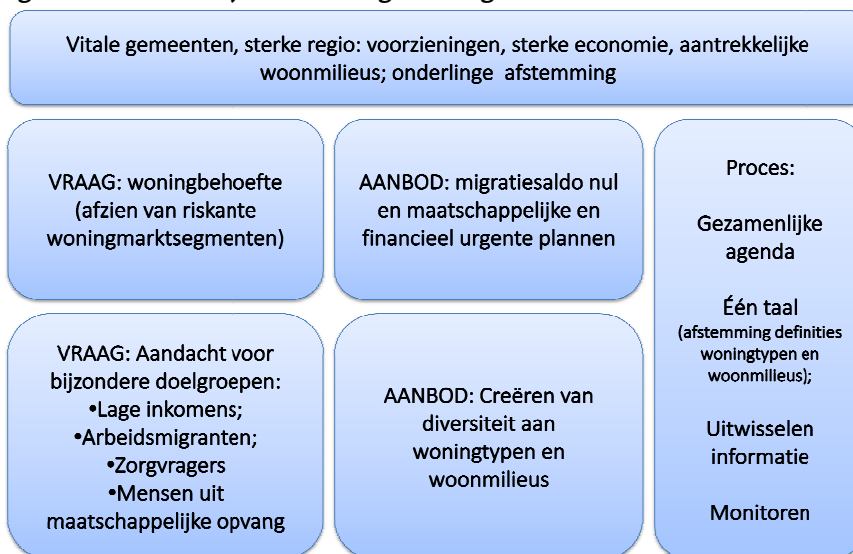 Vitale gemeenten, sterke regio: voorzieningen, sterke economie, aantrekkelijke
woonmilieus; onderlinge afstemming
VRAAG: woningbehoefte
(afzien van riskante
woningmarktsegmenten)
AANBOD: migratiesaldo nul
en maatschappelijke en
financieel urgente plannen
VRAAG: Aandacht voor
bijzondere doelgroepen:
•Lage inkomens;
•Arbeidsmigranten;
•Zorgvragers
•Mensen uit
maatschappelijke opvang
AANBOD: Creëren van
diversiteit aan
woningtypen en
woonmilieus
Proces:
Gezamenlijke
agenda
Één taal
(afstemming definities
woningtypen en
woonmilieus);
Uitwisselen
informatie
Monitoren